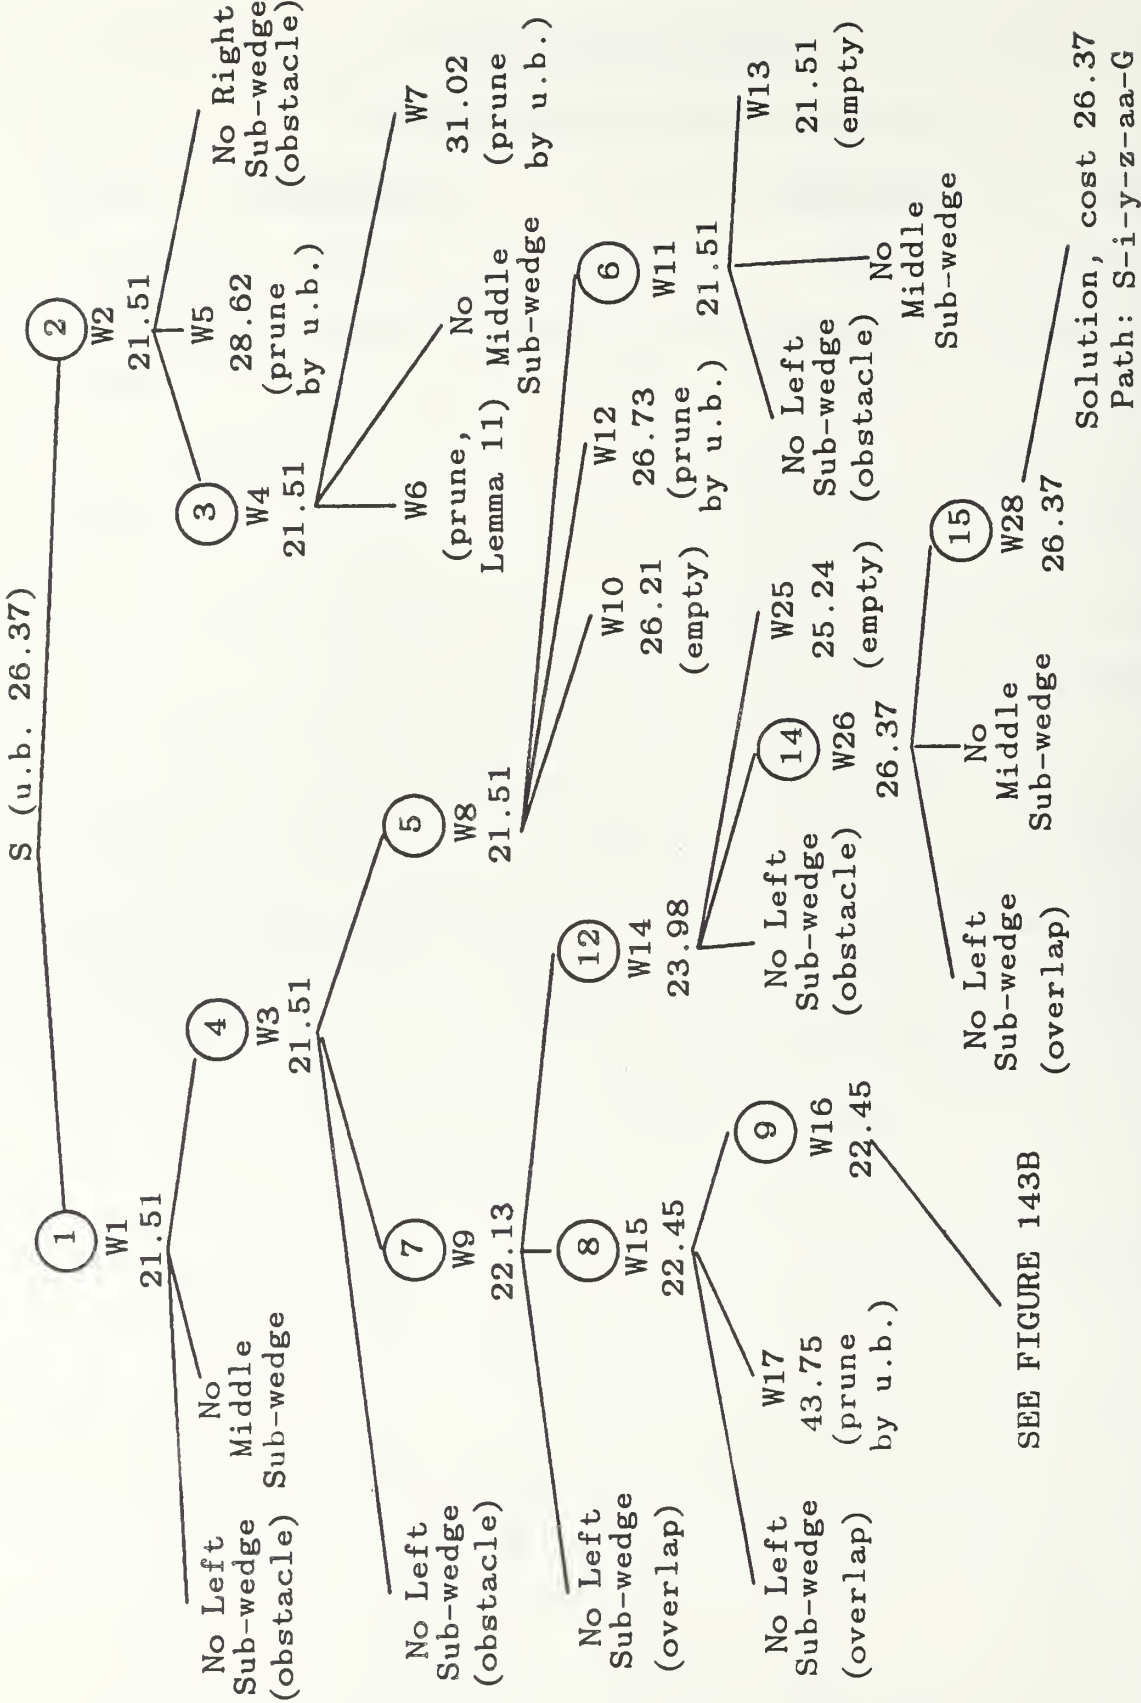 S (u.b. 26.37)
1
W1
21.51
2
W2
21.51
No Left
Sub-wedge
(obstacle)
No
Middle
Sub-wedge
4
W3
21.51
3
W4
21.51
W5
28.62
(prune
by u.b.)
No Right
Sub-wedge
(obstacle)
No Left
Sub-wedge
(obstacle)
7
W9
22.13
5
W8
21.51
W6
(prune,
Lemma 11)
No
Middle
Sub-wedge
W7
31.02
(prune
by u.b.)
No Left
Sub-wedge
(overlap)
8
W15
22.45
12
W14
23.98
W10
26.21
(empty)
W12
26.73
(prune
by u.b.)
6
W11
21.51
No Left
Sub-wedge
(overlap)
W17
43.75
(prune
by u.b.)
9
W16
22.45
No Left
Sub-wedge
(obstacle)
14
W26
26.37
W25
25.24
(empty)
No Left
Sub-wedge
(obstacle)
No
Middle
Sub-wedge
W13
21.51
(empty)
SEE FIGURE 143B
No Left
Sub-wedge
(overlap)
No
Middle
Sub-wedge
15
W28
26.37
Solution, cost 26.37
Path: S-i-y-z-aa-G